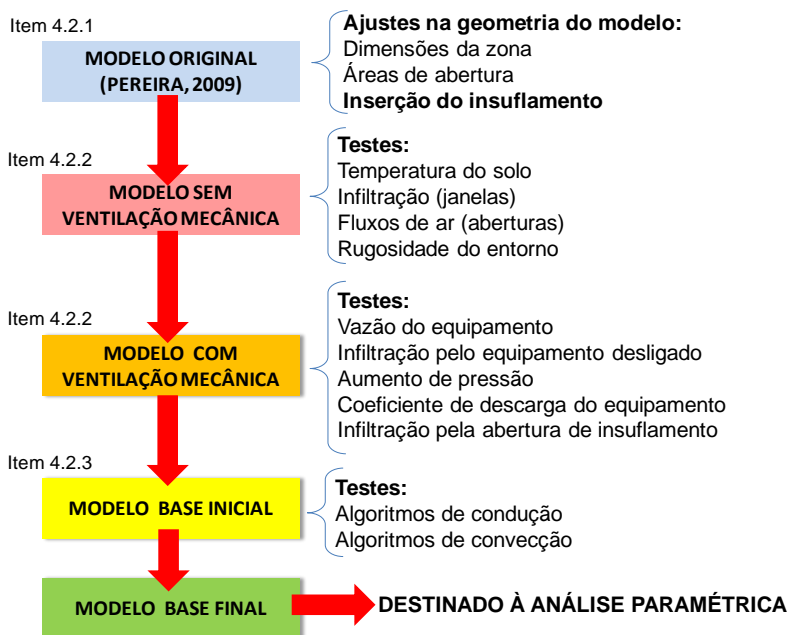 Item 4.2.1
MODELO ORIGINAL
(PEREIRA, 2009)
Ajustes na geometria do modelo:
Dimensões da zona
Áreas de abertura
Inserção do insuflamento
Item 4.2.2
MODELO SEM
VENTILAÇÃO MECÂNICA
Testes:
Temperatura do solo
Infiltração (janelas)
Fluxos de ar (aberturas)
Rugosidade do entorno
Item 4.2.2
MODELO COM
VENTILAÇÃO MECÂNICA
Testes:
Vazão do equipamento
Infiltração pelo equipamento desligado
Aumento de pressão
Coeficiente de descarga do equipamento
Infiltração pela abertura de insuflamento
Item 4.2.3
MODELO BASE INICIAL
Testes:
Algoritmos de condução
Algoritmos de convecção
MODELO BASE FINAL
DESTINADO À ANÁLISE PARAMÉTRICA